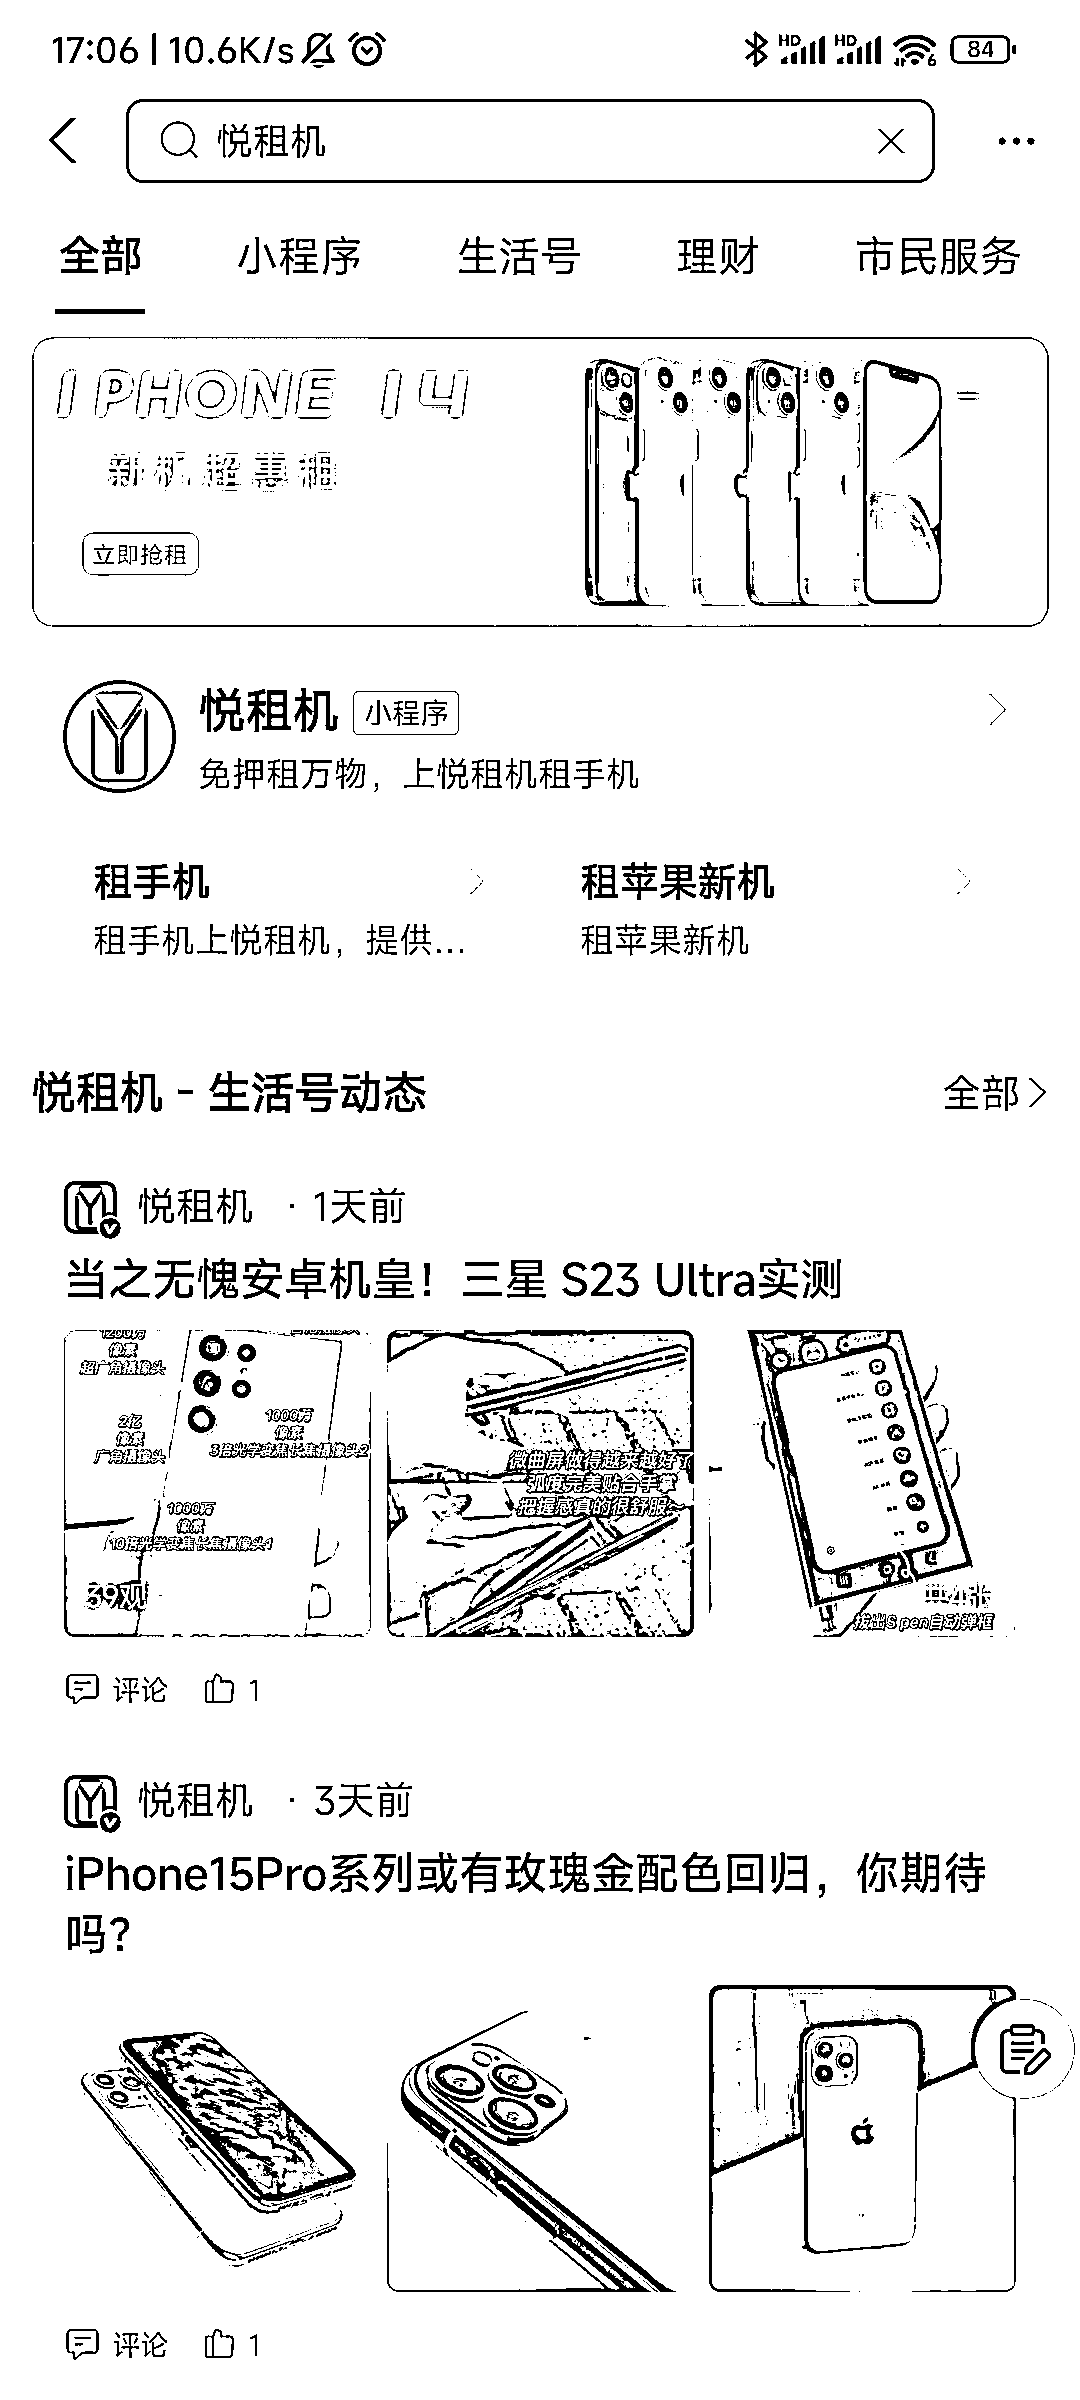 17:06 | 10.6K/s HD HD 6 84
悦租机
全部 小程序 生活号 理财 市民服务
IPHONE 14
新机超惠租
立即抢租
悦租机 小程序
免押租万物，上悦租机租手机
租手机 租苹果新机
租手机上悦租机，提供... 租苹果新机
悦租机 - 生活号动态 全部
悦租机 · 1天前
当之无愧安卓机皇！三星 S23 Ultra实测
1200万
像素
超广角摄像头
2亿
像素
广角摄像头
1000万
像素
3倍光学变焦长焦摄像头2
1000万
像素
10倍光学变焦长焦摄像头1
39观
微曲屏做得越来越好了
弧度完美贴合手掌
把握感真的很舒服~
共4张
拔出S pen自动弹框
评论 1
悦租机 · 3天前
iPhone15Pro系列或有玫瑰金配色回归，你期待
吗？
评论 1